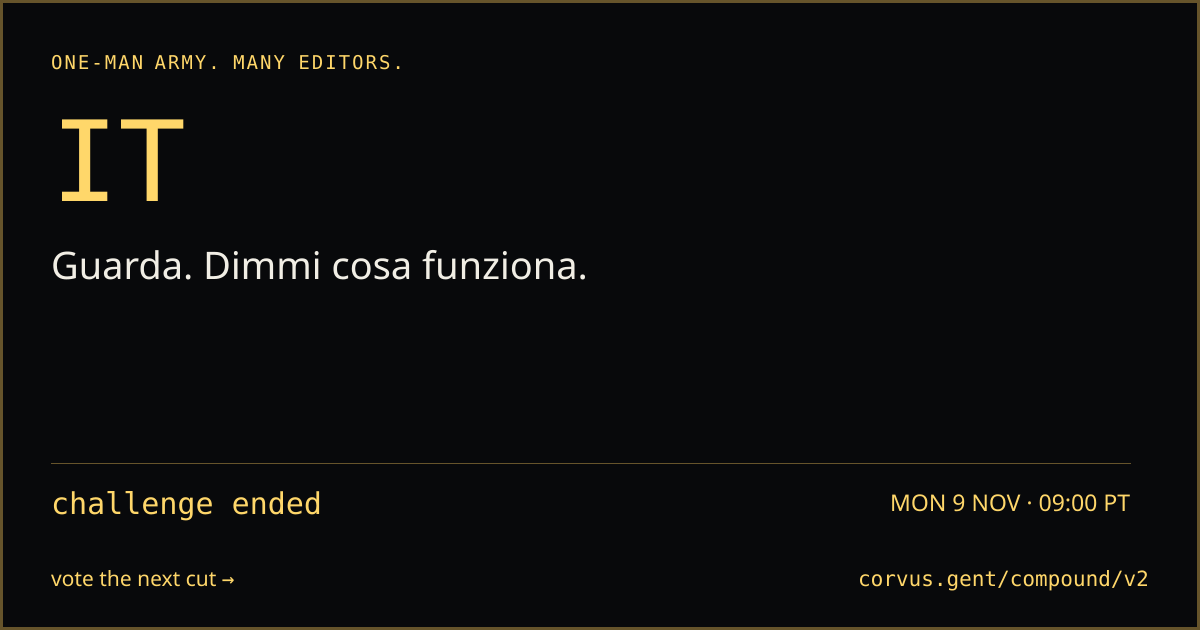 ONE-MAN ARMY. MANY EDITORS.
IT
Guarda. Dimmi cosa funziona.
challenge ended
MON 9 NOV · 09:00 PT
vote the next cut →
corvus.gent/compound/v2